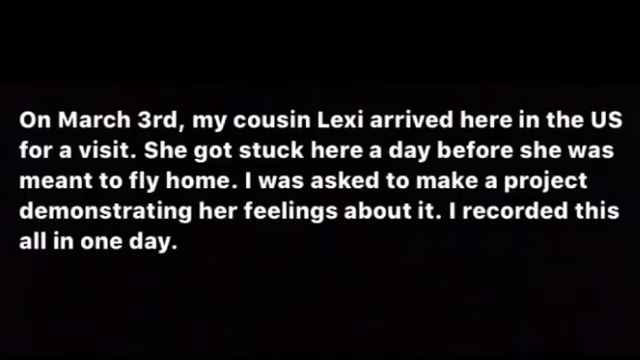 On March 3rd, my cousin Lexi arrived here in the US
for a visit. She got stuck here a day before she was
meant to fly home. I was asked to make a project
demonstrating her feelings about it. I recorded this
all in one day.